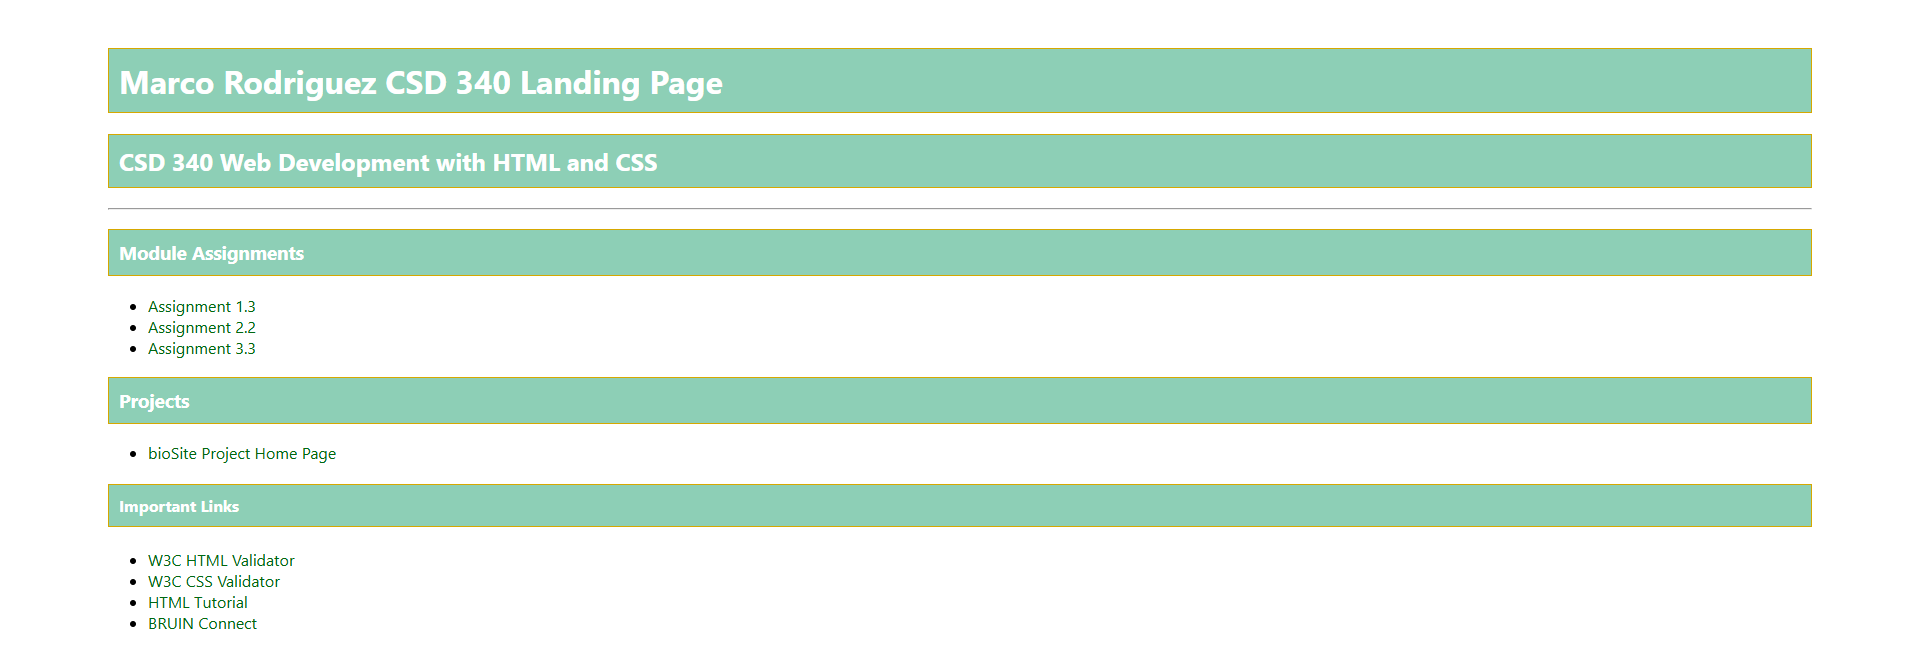 Marco Rodriguez CSD 340 Landing Page
CSD 340 Web Development with HTML and CSS
Module Assignments
Assignment 1.3
Assignment 2.2
Assignment 3.3
Projects
bioSite Project Home Page
Important Links
W3C HTML Validator
W3C CSS Validator
HTML Tutorial
BRUIN Connect